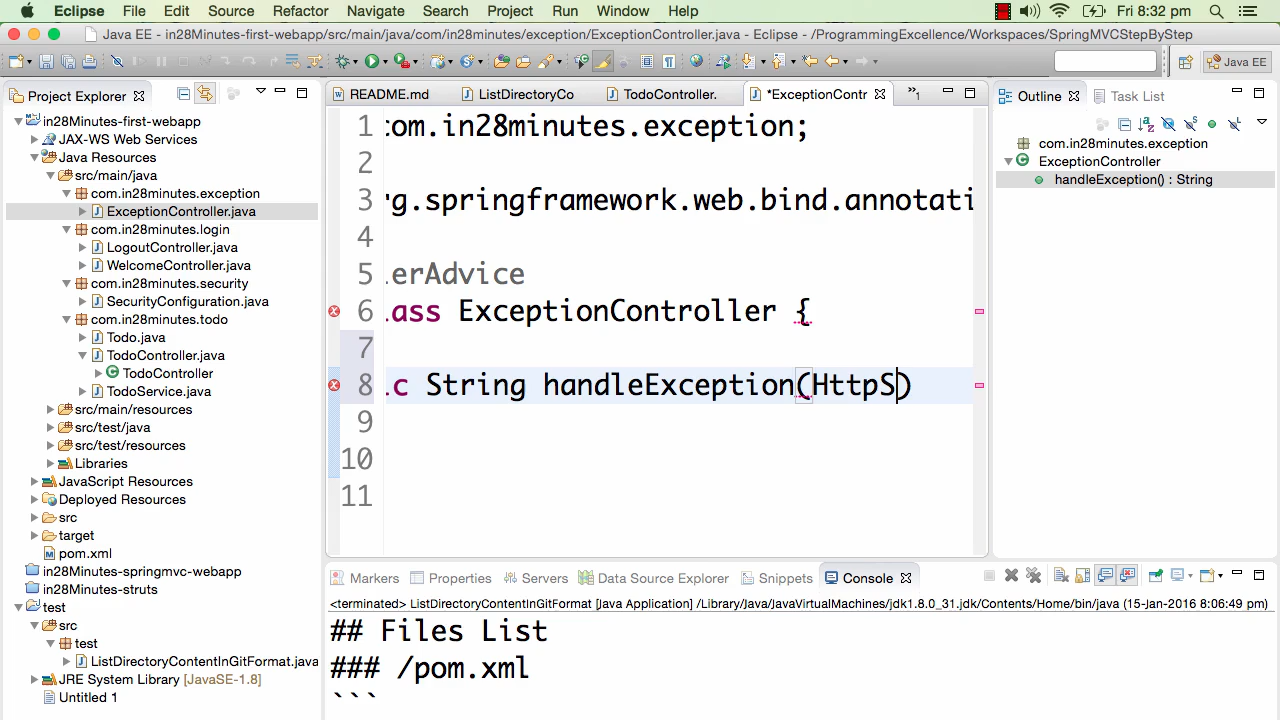 Eclipse File Edit Source Refactor Navigate Search Project Run Window Help Fri 8:32 pm
Java EE - in28Minutes-first-webapp/src/main/java/com/in28minutes/exception/ExceptionController.java - Eclipse - /ProgrammingExcellence/Workspaces/SpringMVCStepByStep
Java EE
Project Explorer
in28Minutes-first-webapp
JAX-WS Web Services
Java Resources
src/main/java
com.in28minutes.exception
ExceptionController.java
com.in28minutes.login
LogoutController.java
WelcomeController.java
com.in28minutes.security
SecurityConfiguration.java
com.in28minutes.todo
Todo.java
TodoController.java
TodoController
TodoService.java
src/main/resources
src/test/java
src/test/resources
Libraries
JavaScript Resources
Deployed Resources
src
target
pom.xml
in28Minutes-springmvc-webapp
in28Minutes-struts
test
src
test
ListDirectoryContentInGitFormat.java
JRE System Library [JavaSE-1.8]
Untitled 1
README.md ListDirectoryCo TodoController. *ExceptionContr »1
1 com.in28minutes.exception;
2
3 rg.springframework.web.bind.annotati
4
5 lerAdvice
6 lass ExceptionController {
7
8 ic String handleException(HttpS)
9
10
11
Outline Task List
com.in28minutes.exception
ExceptionController
handleException() : String
Markers Properties Servers Data Source Explorer Snippets Console
<terminated> ListDirectoryContentInGitFormat [Java Application] /Library/Java/JavaVirtualMachines/jdk1.8.0_31.jdk/Contents/Home/bin/java (15-Jan-2016 8:06:49 pm)
## Files List
### /pom.xml
```